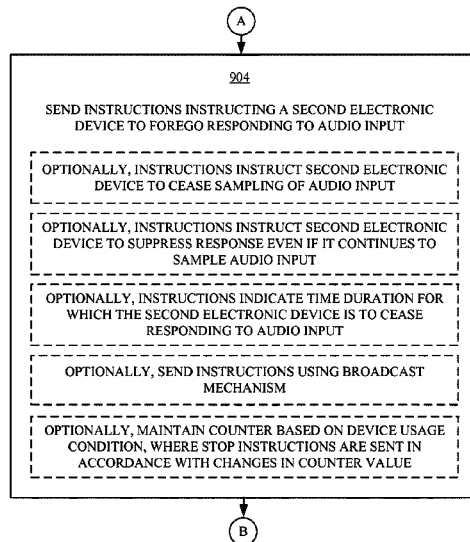 A
904
SEND INSTRUCTIONS INSTRUCTING A SECOND ELECTRONIC
DEVICE TO FOREGO RESPONDING TO AUDIO INPUT
OPTIONALLY, INSTRUCTIONS INSTRUCT SECOND ELECTRONIC
DEVICE TO CEASE SAMPLING OF AUDIO INPUT
OPTIONALLY, INSTRUCTIONS INSTRUCT SECOND ELECTRONIC
DEVICE TO SUPPRESS RESPONSE EVEN IF IT CONTINUES TO
SAMPLE AUDIO INPUT
OPTIONALLY, INSTRUCTIONS INDICATE TIME DURATION FOR
WHICH THE SECOND ELECTRONIC DEVICE IS TO CEASE
RESPONDING TO AUDIO INPUT
OPTIONALLY, SEND INSTRUCTIONS USING BROADCAST
MECHANISM
OPTIONALLY, MAINTAIN COUNTER BASED ON DEVICE USAGE
CONDITION, WHERE STOP INSTRUCTIONS ARE SENT IN
ACCORDANCE WITH CHANGES IN COUNTER VALUE
B